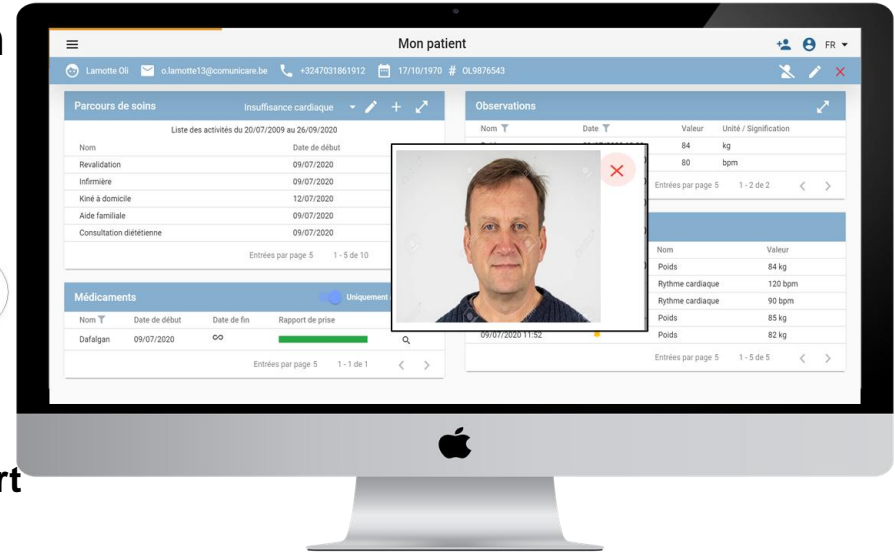 Mon patient
FR
Lamotte Oli o.lamotte13@comunicare.be +3247031861912 17/10/1970 # OL9876543
Parcours de soins Insuffisance cardiaque
Liste des activités du 20/07/2009 au 26/09/2020
Nom Date de début
Revalidation 09/07/2020
Infirmière 09/07/2020
Kiné à domicile 12/07/2020
Aide familiale 09/07/2020
Consultation diététienne 09/07/2020
Entrées par page 5 1 - 5 de 10
Médicaments Uniquement
Nom Date de début Date de fin Rapport de prise
Dafalgan 09/07/2020 ∞
Entrées par page 5 1 - 1 de 1
Observations
Nom Date Valeur Unité / Signification
84 kg
80 bpm
Entrées par page 5 1 - 2 de 2
Nom Valeur
Poids 84 kg
Rythme cardiaque 120 bpm
Rythme cardiaque 90 bpm
Poids 85 kg
09/07/2020 11:52 Poids 82 kg
Entrées par page 5 1 - 5 de 5
rt